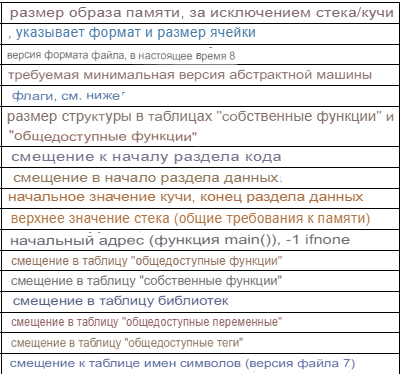 размер образа памяти, за исключением стека/кучи
, указывает формат и размер ячейки
версия формата файла, в настоящее время 8
требуемая минимальная версия абстрактной машины
флаги, см. ниже
размер структуры в таблицах "собственные функции" и
"общедоступные функции"
смещение к началу раздела кода
смещение в начало раздела данных
начальное значение кучи, конец раздела данных
верхнее значение стека (общие требования к памяти)
начальный адрес (функция main()), -1 ifnone
смещение в таблицу "общедоступные функции"
смещение в таблицу "собственные функции"
смещение в таблицу библиотек
смещение в таблицу "общедоступные переменные"
смещение в таблицу "общедоступные теги"
смещение к таблице имен символов (версия файла 7)